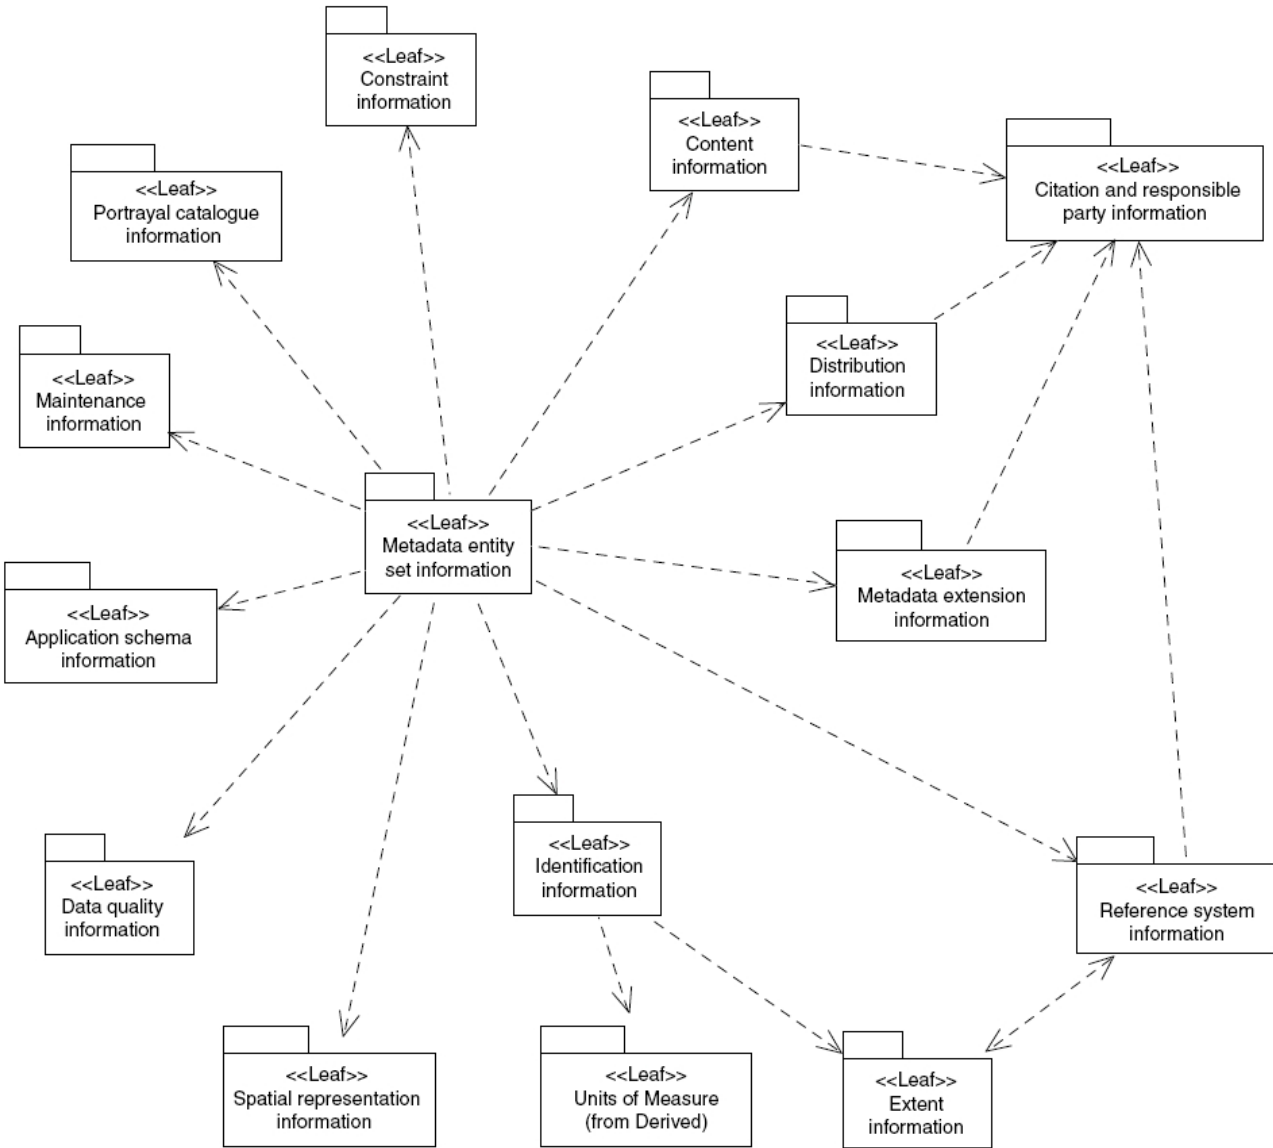 <<Leaf>>
Constraint
information
<<Leaf>>
Content
information
<<Leaf>>
Citation and responsible
party information
<<Leaf>>
Portrayal catalogue
information
<<Leaf>>
Distribution
information
<<Leaf>>
Maintenance
information
<<Leaf>>
Metadata entity
set information
<<Leaf>>
Metadata extension
information
<<Leaf>>
Application schema
information
<<Leaf>>
Identification
information
<<Leaf>>
Data quality
information
<<Leaf>>
Reference system
information
<<Leaf>>
Spatial representation
information
<<Leaf>>
Units of Measure
(from Derived)
<<Leaf>>
Extent
information